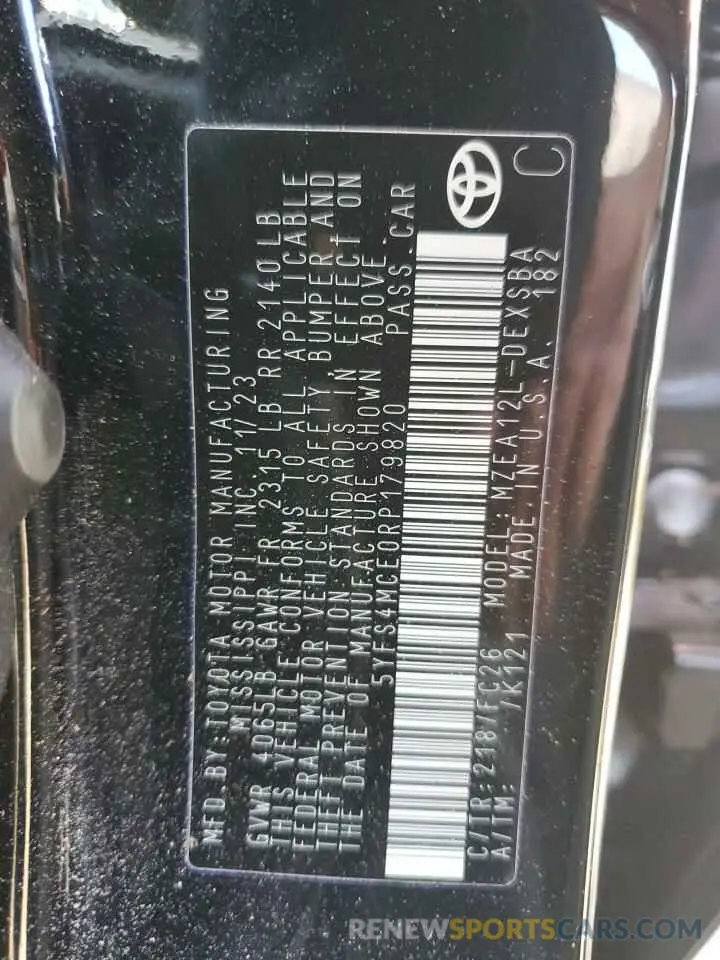 MFD BY:TOYOTA MOTOR MANUFACTURING
MISSISSIPPI INC. 11/23
GVWR 4065LB GAWR FR 2315 LB RR 2140LB
THIS VEHICLE CONFORMS TO ALL APPLICABLE
FEDERAL MOTOR VEHICLE SAFETY, BUMPER, AND
THEFT PREVENTION STANDARDS IN EFFECT ON
THE DATE OF MANUFACTURE SHOWN ABOVE.
5YFS4MCE0RP179820 PASS.CAR
C/TR:218/FC26 MODEL:MZEA12L-DEXSBA
A/TM: /K121 MADE IN U.S.A. 182
C
RENEWSPORTSCARS.COM